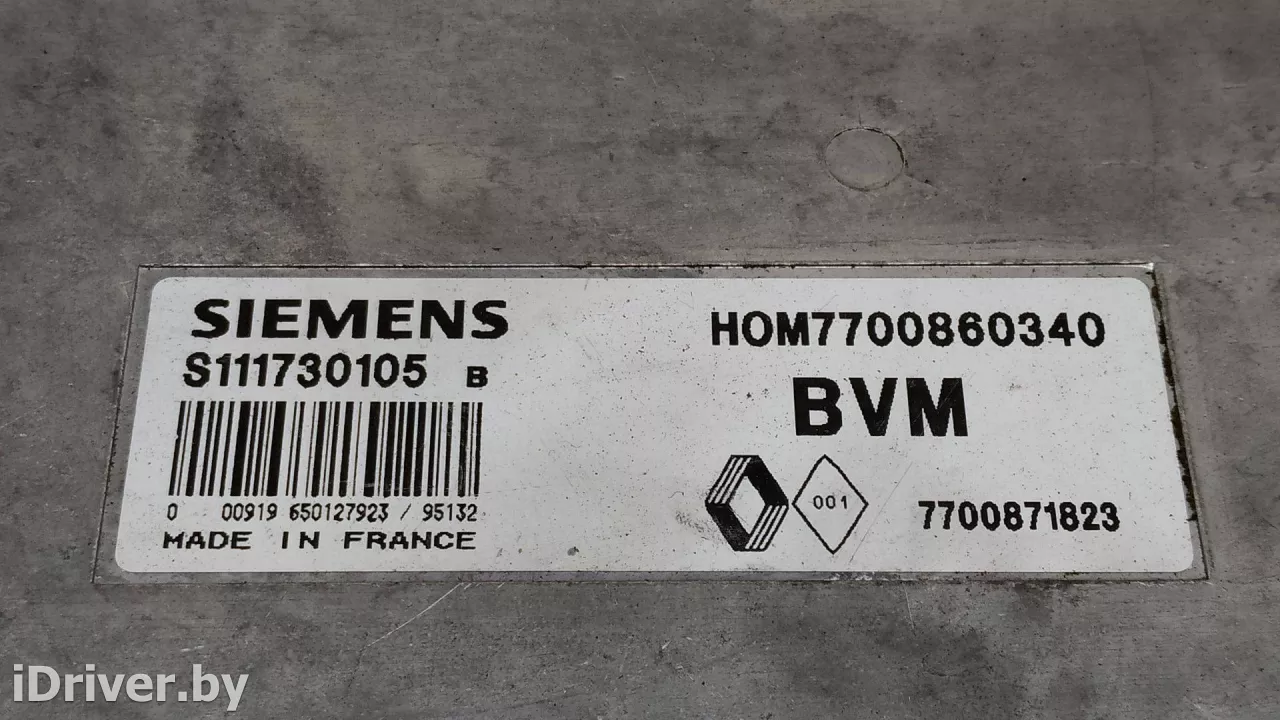 SIEMENS
S111730105 B
0 00919 650127923 / 95132
MADE IN FRANCE
HOM7700860340
BVM
001
7700871823
iDriver.by